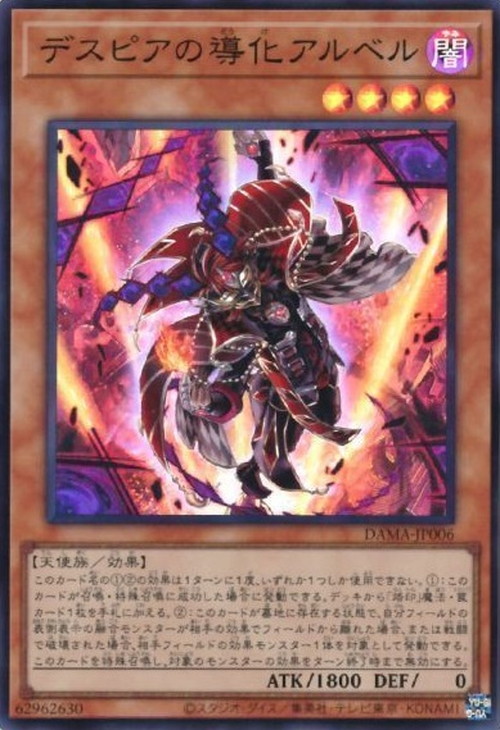 デスピアの導化アルベル
闇
DAMA-JP006
【天使族／効果】
このカード名の①②の効果は1ターンに1度、いずれか1つしか使用できない。①：この
カードが召喚・特殊召喚に成功した場合に発動できる。デッキから「烙印」魔法・罠
カード1枚を手札に加える。②：このカードが墓地に存在する状態で、自分フィールドの
表側表示の融合モンスターが相手の効果でフィールドから離れた場合、または戦闘
で破壊された場合、相手フィールドの効果モンスター1体を対象として発動できる。
このカードを特殊召喚し、対象のモンスターの効果をターン終了時まで無効にする。
ATK/1800 DEF/ 0
62962630 ©スタジオ・ダイス／集英社・テレビ東京・KONAMI